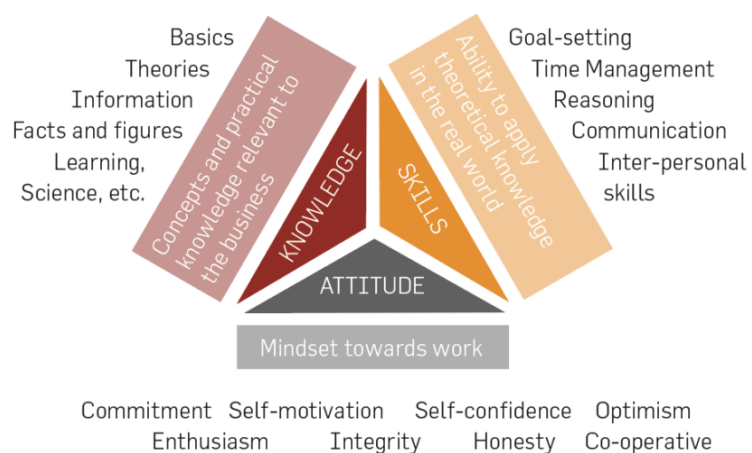 Basics
Theories
Information
Facts and figures
Learning,
Science, etc.
Concepts and practical
knowledge relevant to
the business
KNOWLEDGE
SKILLS
Ability to apply
theoretical knowledge
in the real world
Goal-setting
Time Management
Reasoning
Communication
Inter-personal
skills
ATTITUDE
Mindset towards work
Commitment Self-motivation Self-confidence Optimism
Enthusiasm Integrity Honesty Co-operative